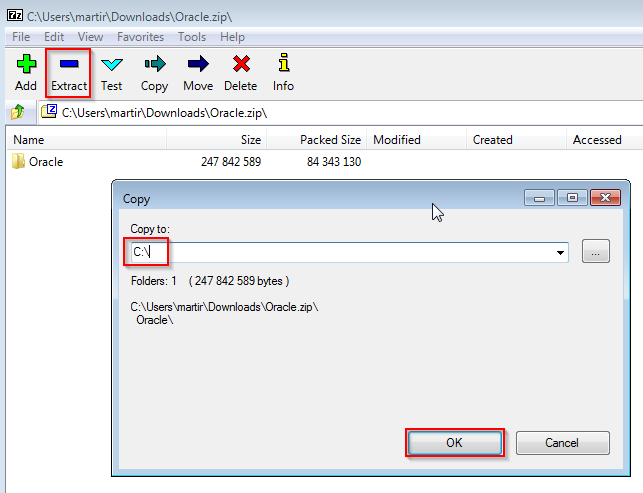 7z C:\Users\martir\Downloads\Oracle.zip\
File Edit View Favorites Tools Help
Add Extract Test Copy Move Delete Info
C:\Users\martir\Downloads\Oracle.zip\
Name Size Packed Size Modified Created Accessed
Oracle 247 842 589 84 343 130
Copy
Copy to:
C:\
...
Folders: 1 ( 247 842 589 bytes )
C:\Users\martir\Downloads\Oracle.zip\
Oracle\
OK Cancel